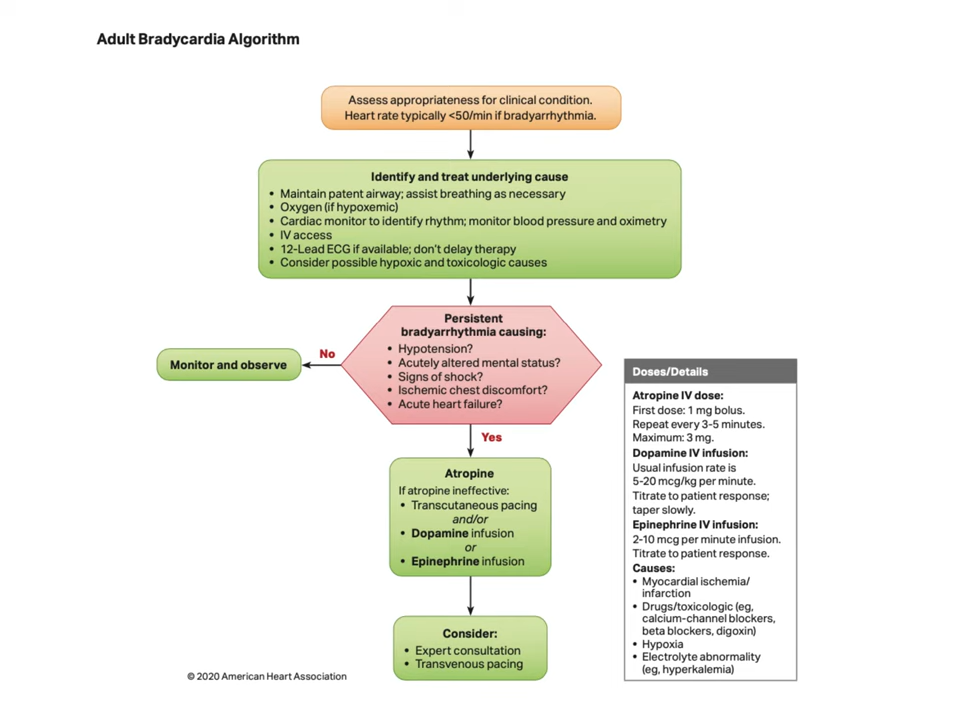 Adult Bradycardia Algorithm
Assess appropriateness for clinical condition.
Heart rate typically <50/min if bradyarrhythmia.
Identify and treat underlying cause
• Maintain patent airway; assist breathing as necessary
• Oxygen (if hypoxemic)
• Cardiac monitor to identify rhythm; monitor blood pressure and oximetry
• IV access
• 12-Lead ECG if available; don't delay therapy
• Consider possible hypoxic and toxicologic causes
Persistent
bradyarrhythmia causing:
• Hypotension?
• Acutely altered mental status?
• Signs of shock?
• Ischemic chest discomfort?
• Acute heart failure?
No
Monitor and observe
Yes
Atropine
If atropine ineffective:
• Transcutaneous pacing
and/or
• Dopamine infusion
or
• Epinephrine infusion
Consider:
• Expert consultation
• Transvenous pacing
Doses/Details
Atropine IV dose:
First dose: 1 mg bolus.
Repeat every 3-5 minutes.
Maximum: 3 mg.
Dopamine IV infusion:
Usual infusion rate is
5-20 mcg/kg per minute.
Titrate to patient response;
taper slowly.
Epinephrine IV infusion:
2-10 mcg per minute infusion.
Titrate to patient response.
Causes:
• Myocardial ischemia/
infarction
• Drugs/toxicologic (eg,
calcium-channel blockers,
beta blockers, digoxin)
• Hypoxia
• Electrolyte abnormality
(eg, hyperkalemia)
© 2020 American Heart Association